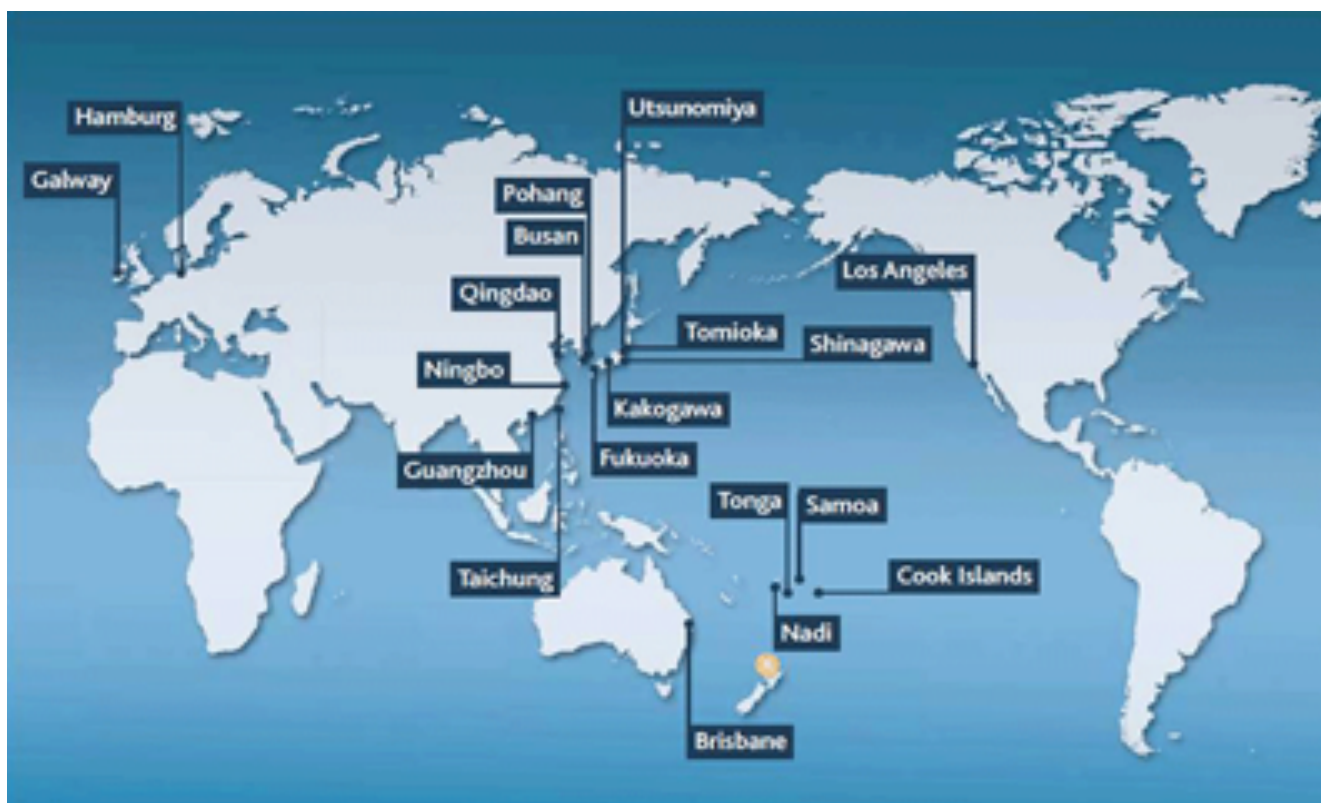 Hamburg
Utsunomiya
Galway
Pohang
Busan
Los Angeles
Qingdao
Tomioka
Shinagawa
Ningbo
Kakogawa
Fukuoka
Guangzhou
Tonga
Samoa
Taichung
Cook Islands
Nadi
Brisbane